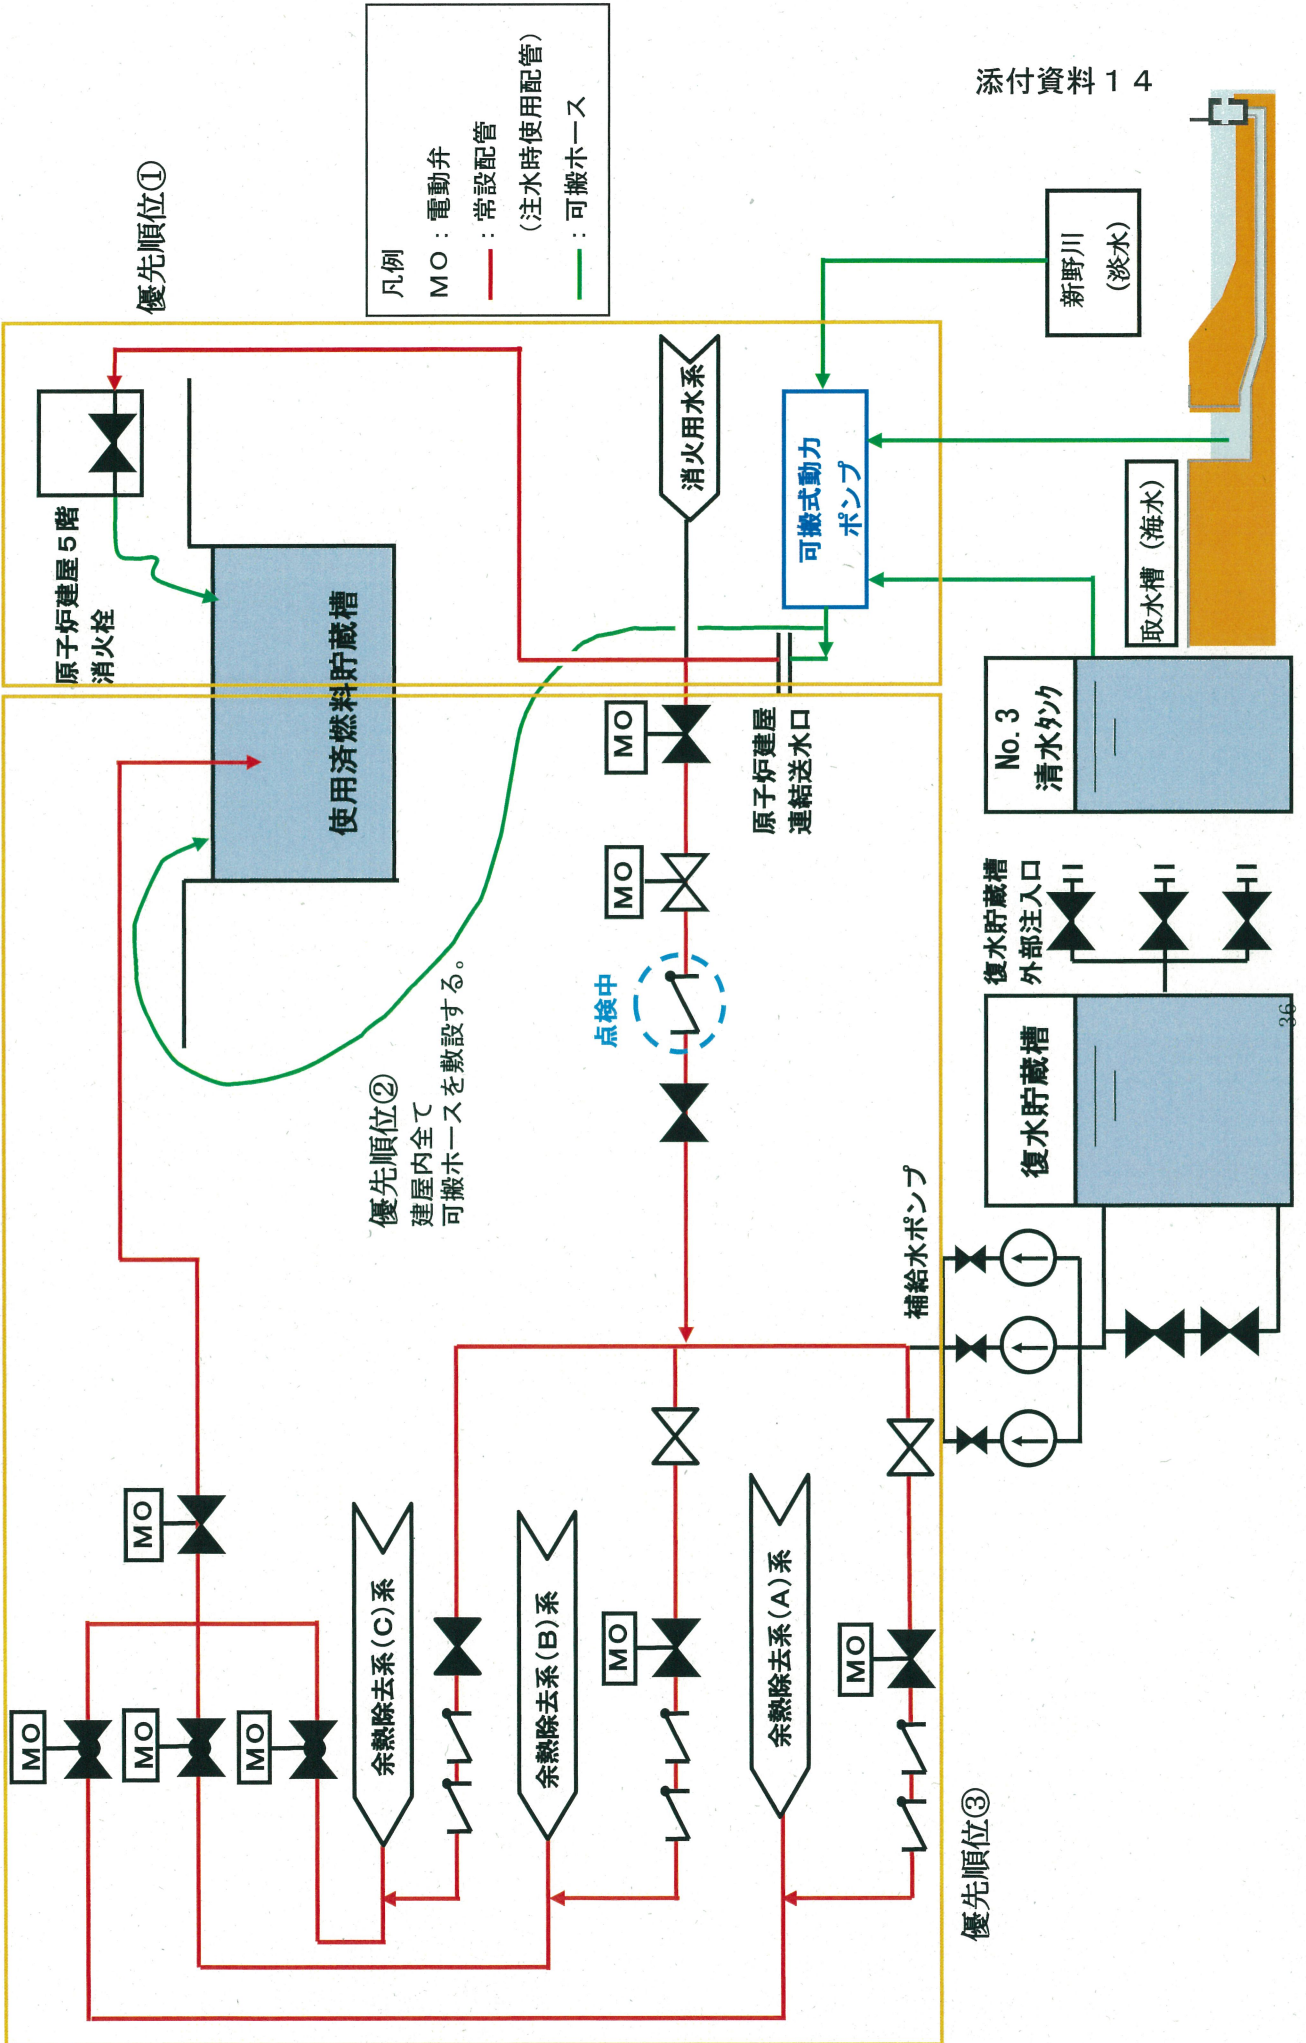 添付資料１４
優先順位①
凡例
ＭＯ：電動弁
：常設配管
（注水時使用配管）
：可搬ホース
原子炉建屋５階
消火栓
使用済燃料貯蔵槽
消火用水系
可搬式動力
ポンプ
新野川
（淡水）
取水槽（海水）
原子炉建屋
連結送水口
No.３
清水タンク
MO
MO
点検中
優先順位②
建屋内全て
可搬ホースを敷設する。
復水貯蔵槽
外部注入口
復水貯蔵槽
補給水ポンプ
MO
MO
MO
MO
余熱除去系（C）系
余熱除去系（B）系
余熱除去系（A）系
MO
MO
優先順位③
36